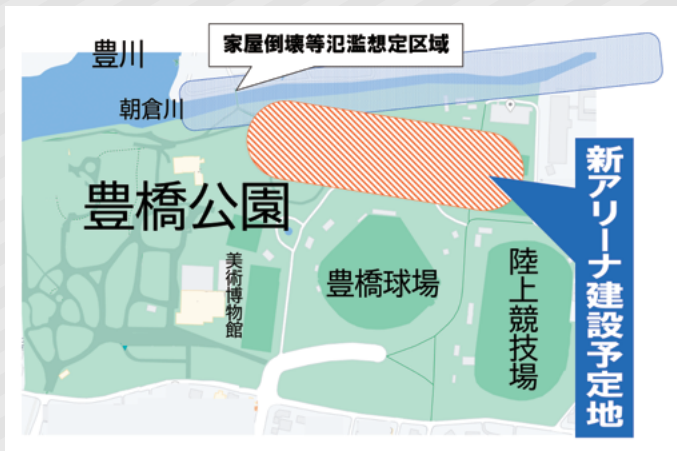 家屋倒壊等氾濫想定区域
豊川
朝倉川
豊橋公園
美術博物館
豊橋球場
陸上競技場
新アリーナ建設予定地